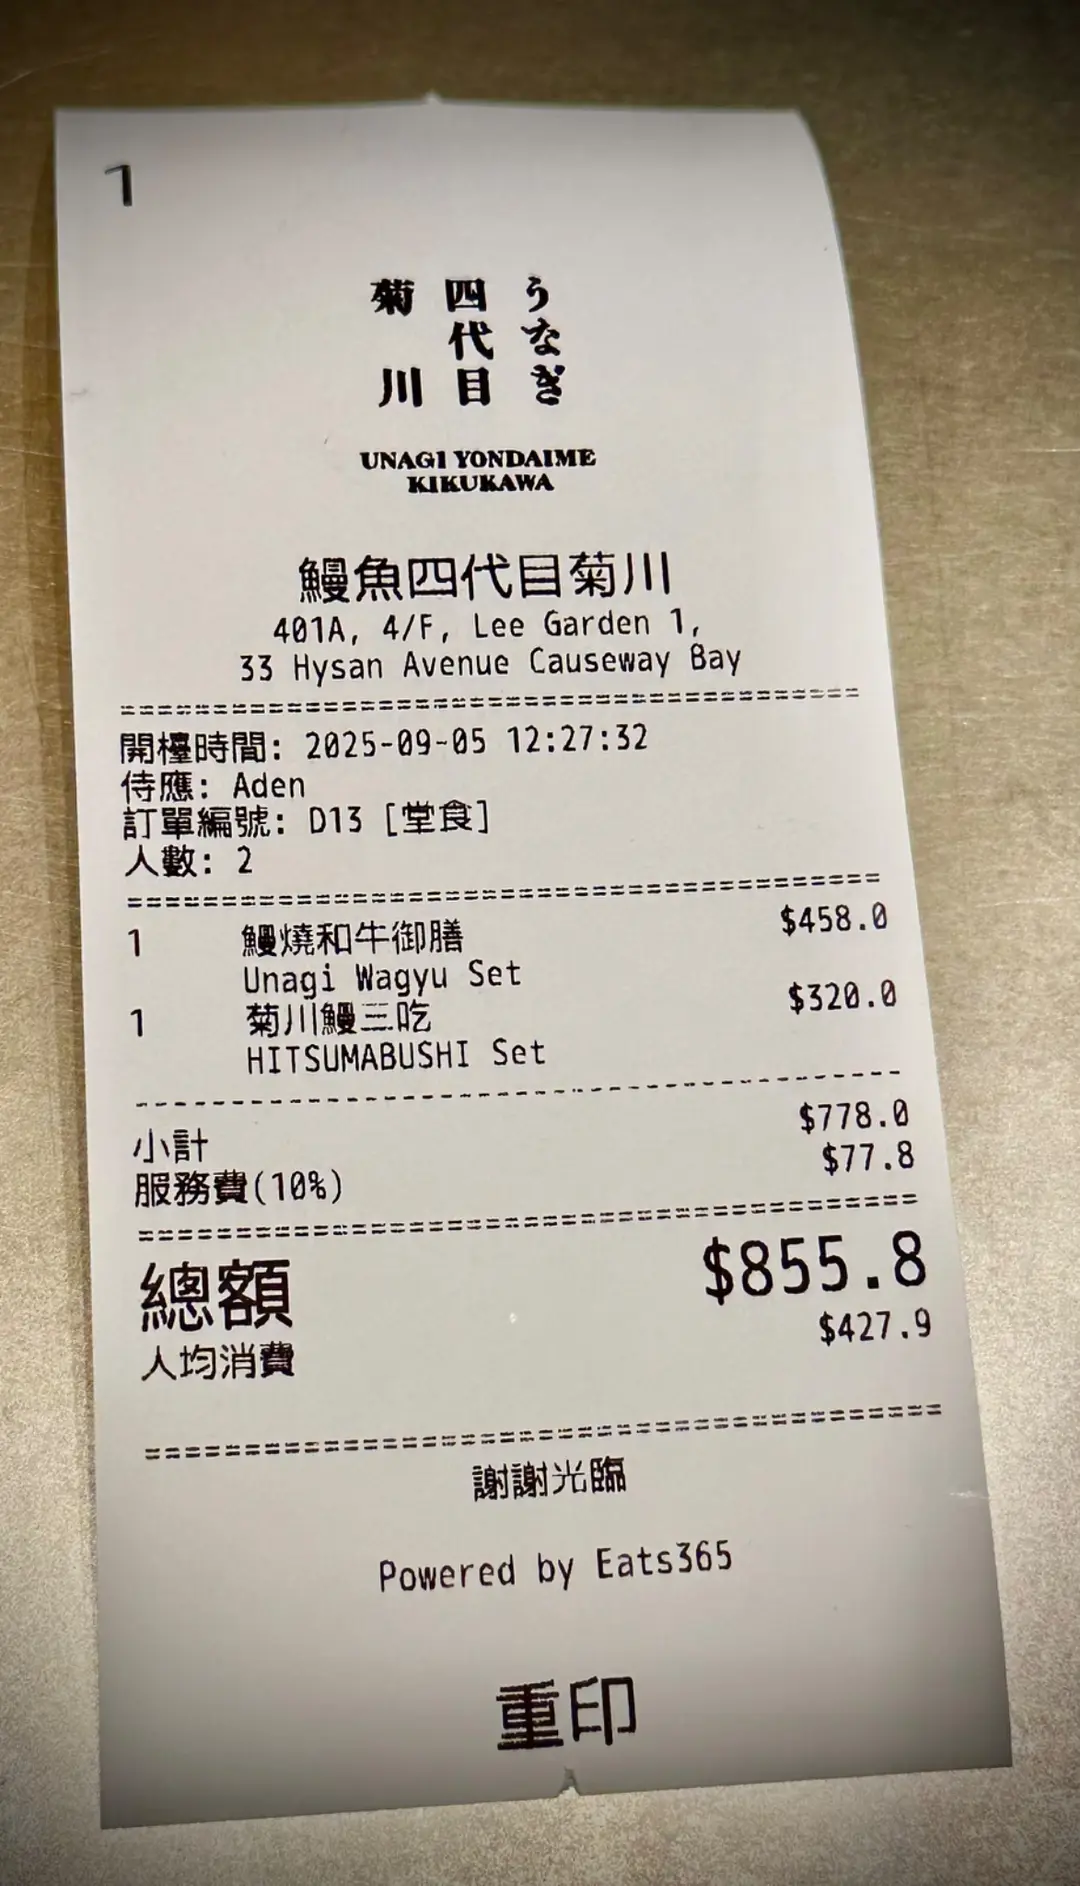 1
うなぎ
四代目
菊川
UNAGI YONDAIME
KIKUKAWA
鰻魚四代目菊川
401A, 4/F, Lee Garden 1,
33 Hysan Avenue Causeway Bay
開檯時間: 2025-09-05 12:27:32
侍應: Aden
訂單編號: D13 [堂食]
人數: 2
1 鰻燒和牛御膳 $458.0
Unagi Wagyu Set
1 菊川鰻三吃 $320.0
HITSUMABUSHI Set
小計 $778.0
服務費(10%) $77.8
總額 $855.8
人均消費 $427.9
謝謝光臨
Powered by Eats365
重印